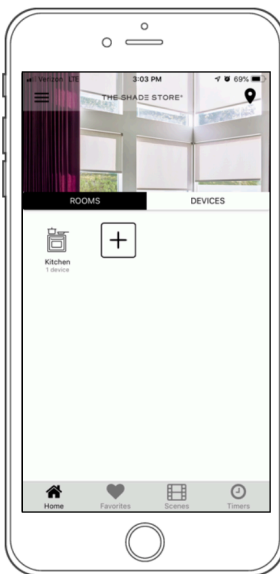 Verizon LTE 3:03 PM 69%
THE SHADE STORE®
ROOMS DEVICES
Kitchen
1 device
Home Favorites Scenes Timers